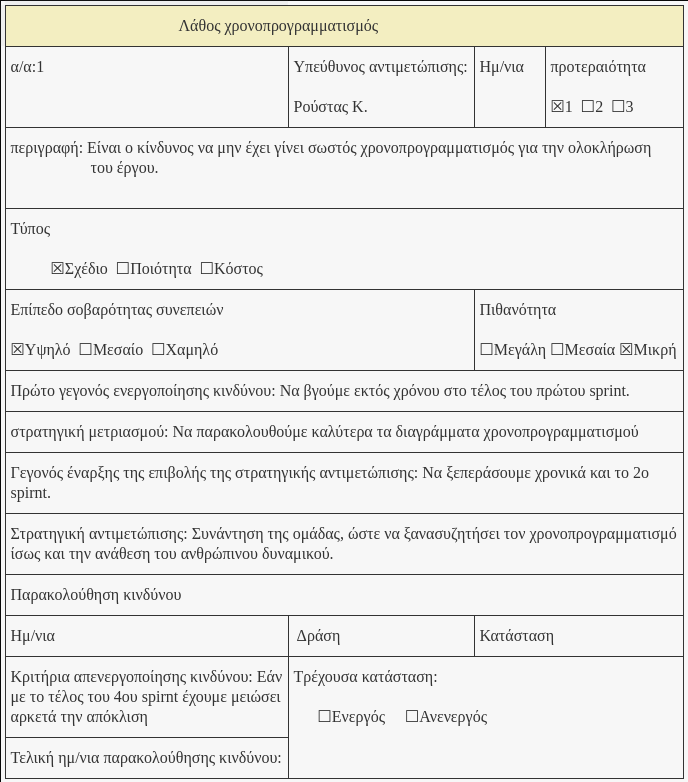 Λάθος χρονοπρογραμματισμός
α/α:1
Υπεύθυνος αντιμετώπισης:
Ρούστας Κ.
Ημ/νια
προτεραιότητα
☒1 ☐2 ☐3
περιγραφή: Είναι ο κίνδυνος να μην έχει γίνει σωστός χρονοπρογραμματισμός για την ολοκλήρωση
του έργου.
Τύπος
☒Σχέδιο ☐Ποιότητα ☐Κόστος
Επίπεδο σοβαρότητας συνεπειών
☒Υψηλό ☐Μεσαίο ☐Χαμηλό
Πιθανότητα
☐Μεγάλη ☐Μεσαία ☒Μικρή
Πρώτο γεγονός ενεργοποίησης κινδύνου: Να βγούμε εκτός χρόνου στο τέλος του πρώτου sprint.
στρατηγική μετριασμού: Να παρακολουθούμε καλύτερα τα διαγράμματα χρονοπρογραμματισμού
Γεγονός έναρξης της επιβολής της στρατηγικής αντιμετώπισης: Να ξεπεράσουμε χρονικά και το 2ο
spirnt.
Στρατηγική αντιμετώπισης: Συνάντηση της ομάδας, ώστε να ξανασυζητήσει τον χρονοπρογραμματισμό
ίσως και την ανάθεση του ανθρώπινου δυναμικού.
Παρακολούθηση κινδύνου
Ημ/νια
Δράση
Κατάσταση
Κριτήρια απενεργοποίησης κινδύνου: Εάν
με το τέλος του 4ου spirnt έχουμε μειώσει
αρκετά την απόκλιση
Τρέχουσα κατάσταση:
☐Ενεργός ☐Ανενεργός
Τελική ημ/νια παρακολούθησης κινδύνου: